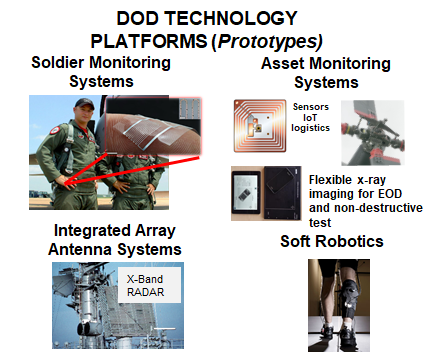 DOD TECHNOLOGY
PLATFORMS (Prototypes)
Soldier Monitoring
Systems
Asset Monitoring
Systems
Sensors
IoT
logistics
Flexible x-ray
imaging for EOD
and non-destructive
test
Integrated Array
Antenna Systems
X-Band
RADAR
Soft Robotics